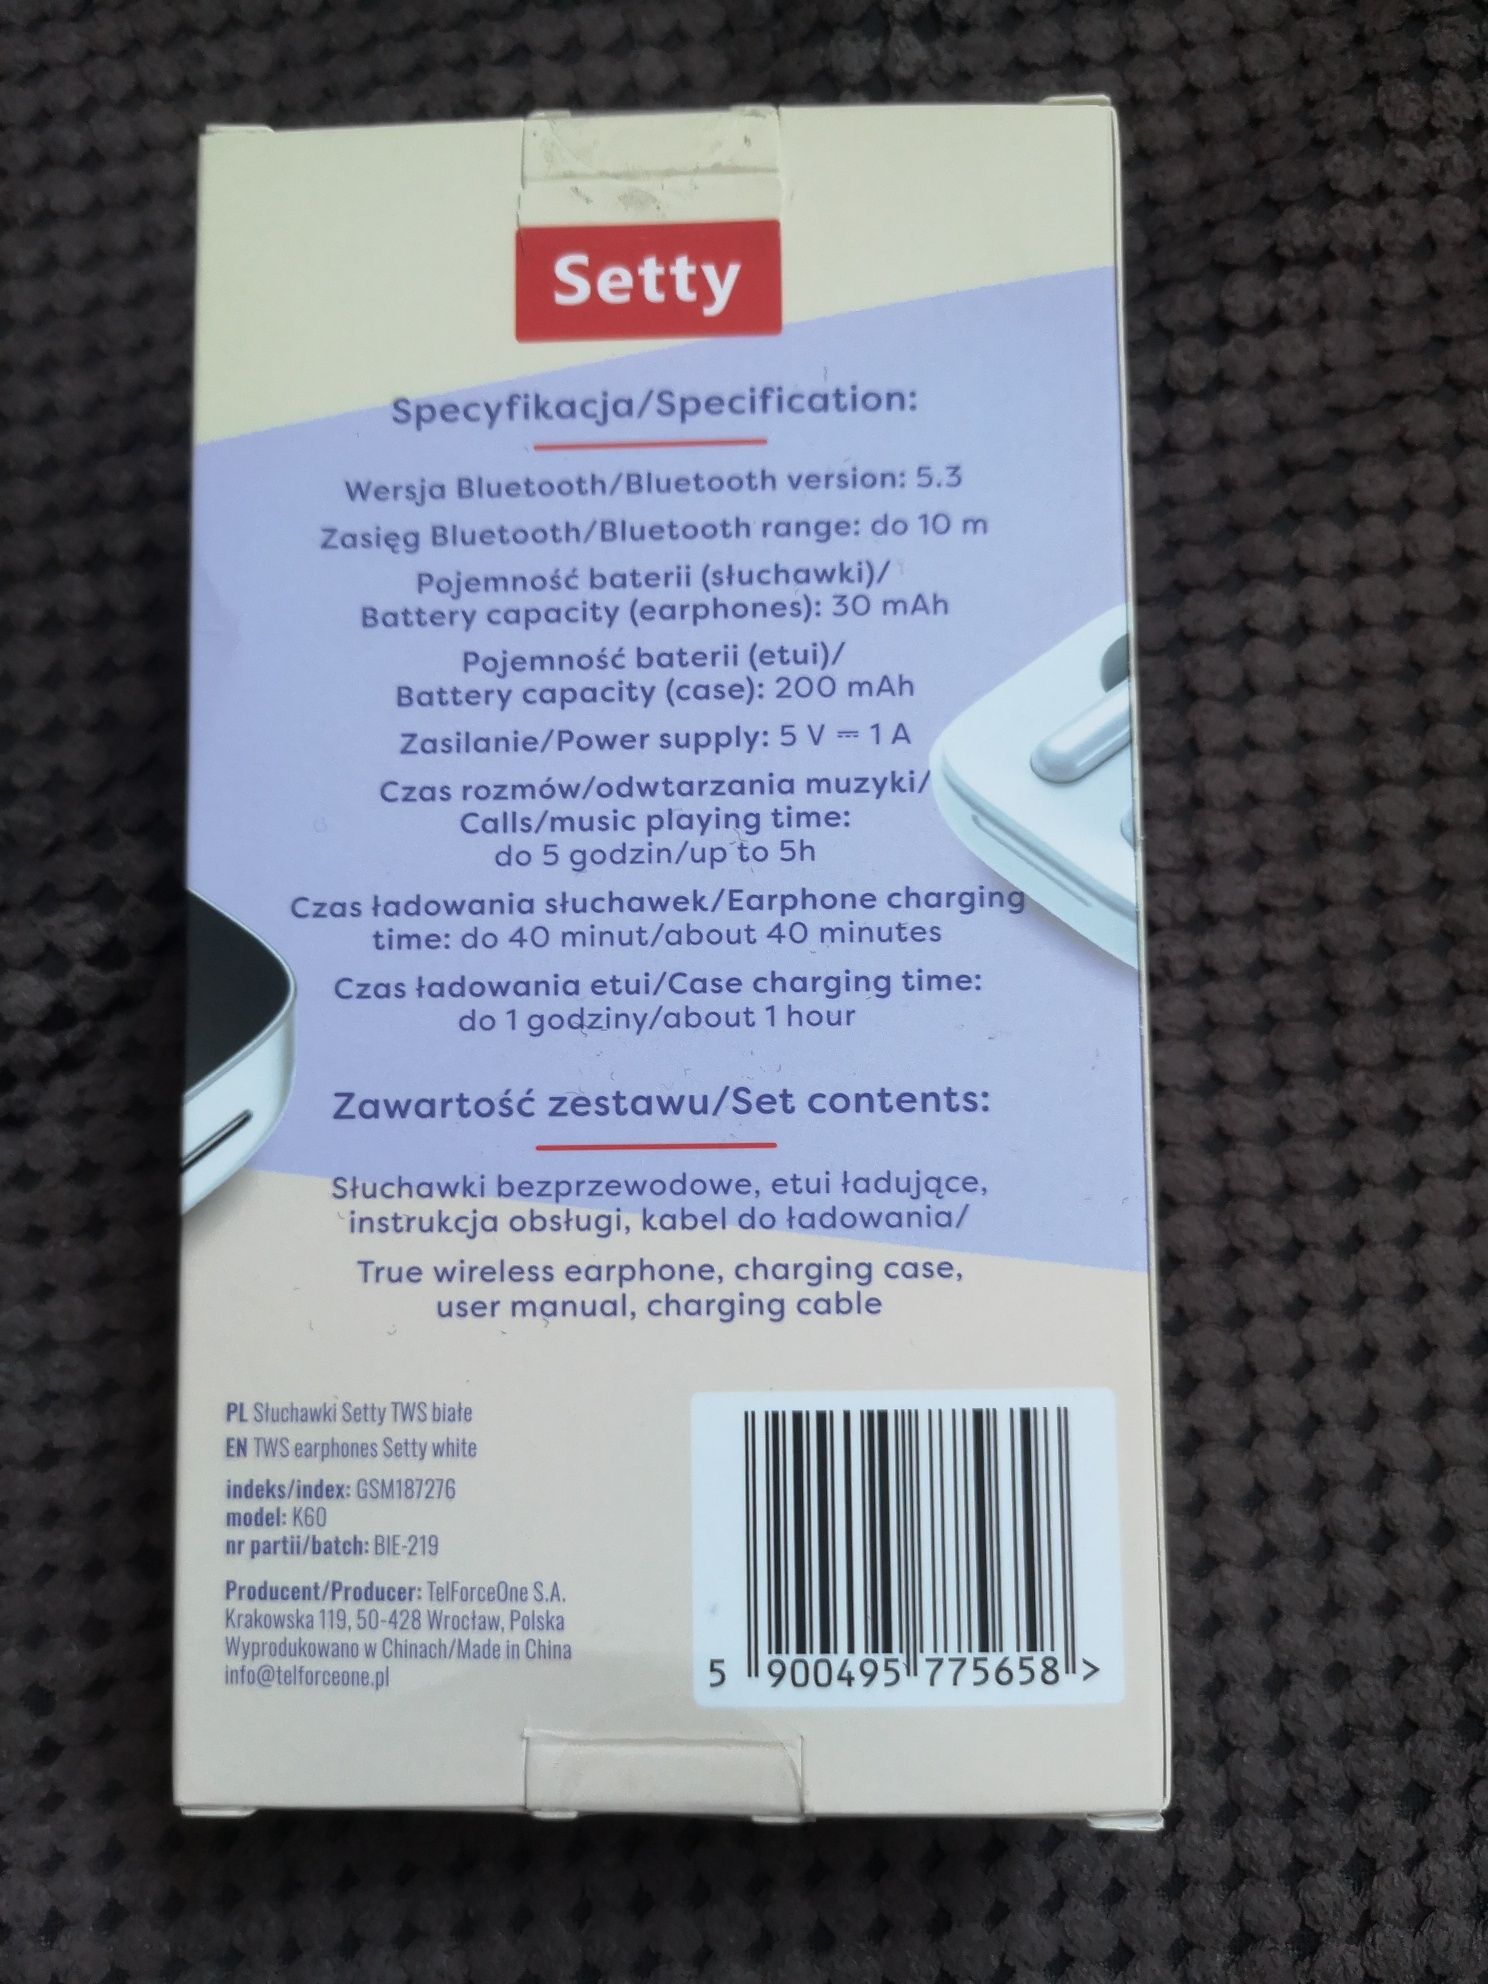 Setty
Specyfikacja/Specification:
Wersja Bluetooth/Bluetooth version: 5.3
Zasięg Bluetooth/Bluetooth range: do 10 m
Pojemność baterii (słuchawki)/
Battery capacity (earphones): 30 mAh
Pojemność baterii (etui)/
Battery capacity (case): 200 mAh
Zasilanie/Power supply: 5 V ⎓ 1 A
Czas rozmów/odwtarzania muzyki/
Calls/music playing time:
do 5 godzin/up to 5h
Czas ładowania słuchawek/Earphone charging
time: do 40 minut/about 40 minutes
Czas ładowania etui/Case charging time:
do 1 godziny/about 1 hour
Zawartość zestawu/Set contents:
Słuchawki bezprzewodowe, etui ładujące,
instrukcja obsługi, kabel do ładowania/
True wireless earphone, charging case,
user manual, charging cable
PL Słuchawki Setty TWS białe
EN TWS earphones Setty white
indeks/index: GSM187276
model: K60
nr partii/batch: BIE-219
Producent/Producer: TelForceOne S.A.
Krakowska 119, 50-428 Wrocław, Polska
Wyprodukowano w Chinach/Made in China
info@telforceone.pl
5 900495 775658 >